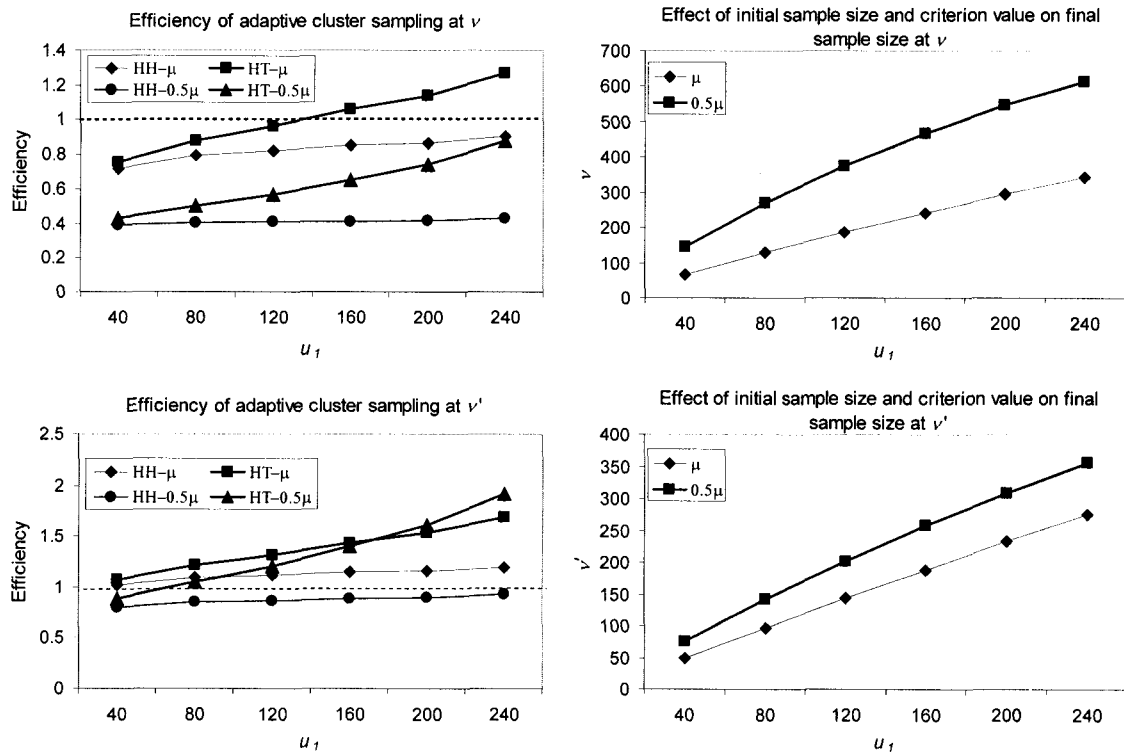 Efficiency of adaptive cluster sampling at ν
1.4
1.2
1
0.8
0.6
0.4
0.2
0
Efficiency
HH–μ
HT–μ
HH–0.5μ
HT–0.5μ
40 80 120 160 200 240
u₁
Effect of initial sample size and criterion value on final
sample size at ν
700
600
500
400
300
200
100
0
ν
μ
0.5μ
40 80 120 160 200 240
u₁
Efficiency of adaptive cluster sampling at ν'
2.5
2
1.5
1
0.5
0
Efficiency
HH–μ
HT–μ
HH–0.5μ
HT–0.5μ
40 80 120 160 200 240
u₁
Effect of initial sample size and criterion value on final
sample size at ν'
400
350
300
250
200
150
100
50
0
ν'
μ
0.5μ
40 80 120 160 200 240
u₁